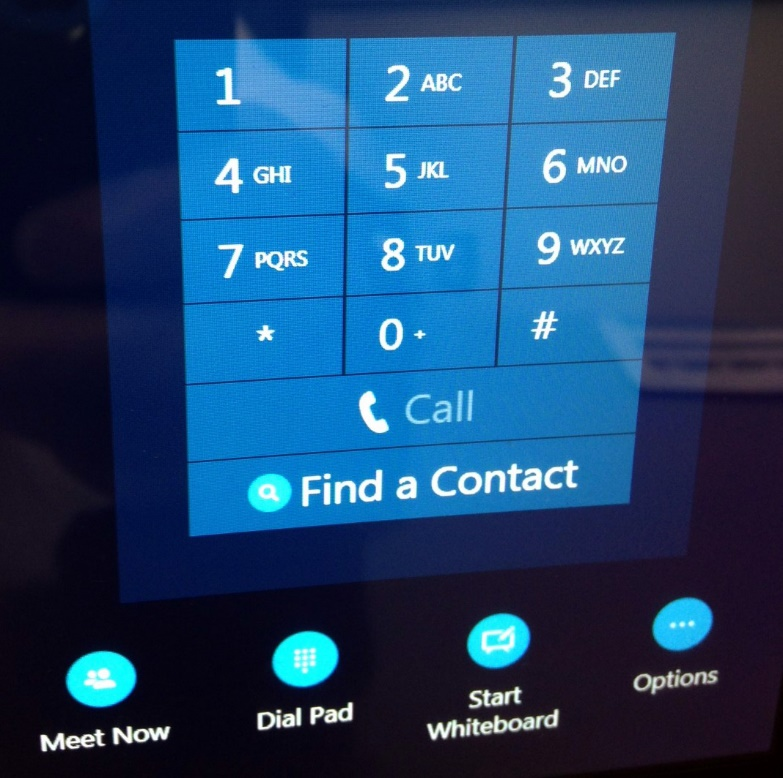 1 2 ABC 3 DEF
4 GHI 5 JKL 6 MNO
7 PQRS 8 TUV 9 WXYZ
* 0 + #
Call
Find a Contact
Meet Now
Dial Pad
Start
Whiteboard
Options